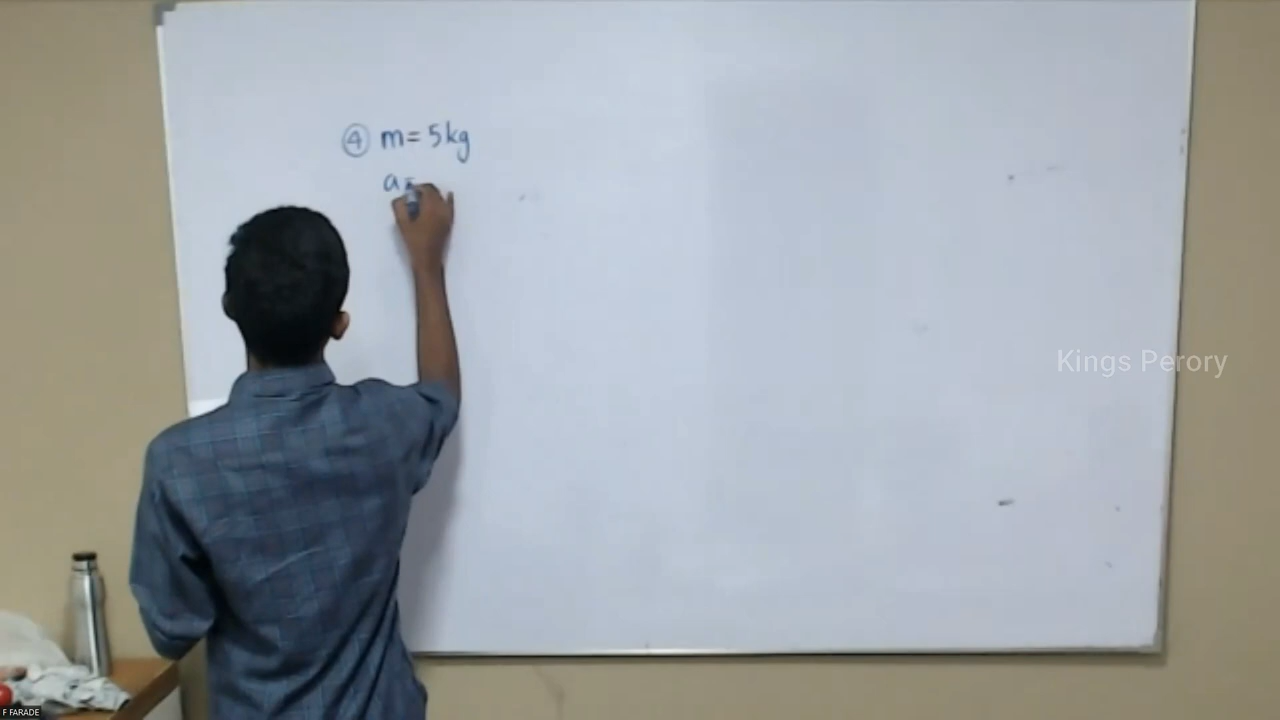 ④ m = 5kg
a =
Kings Perory
F FARADE